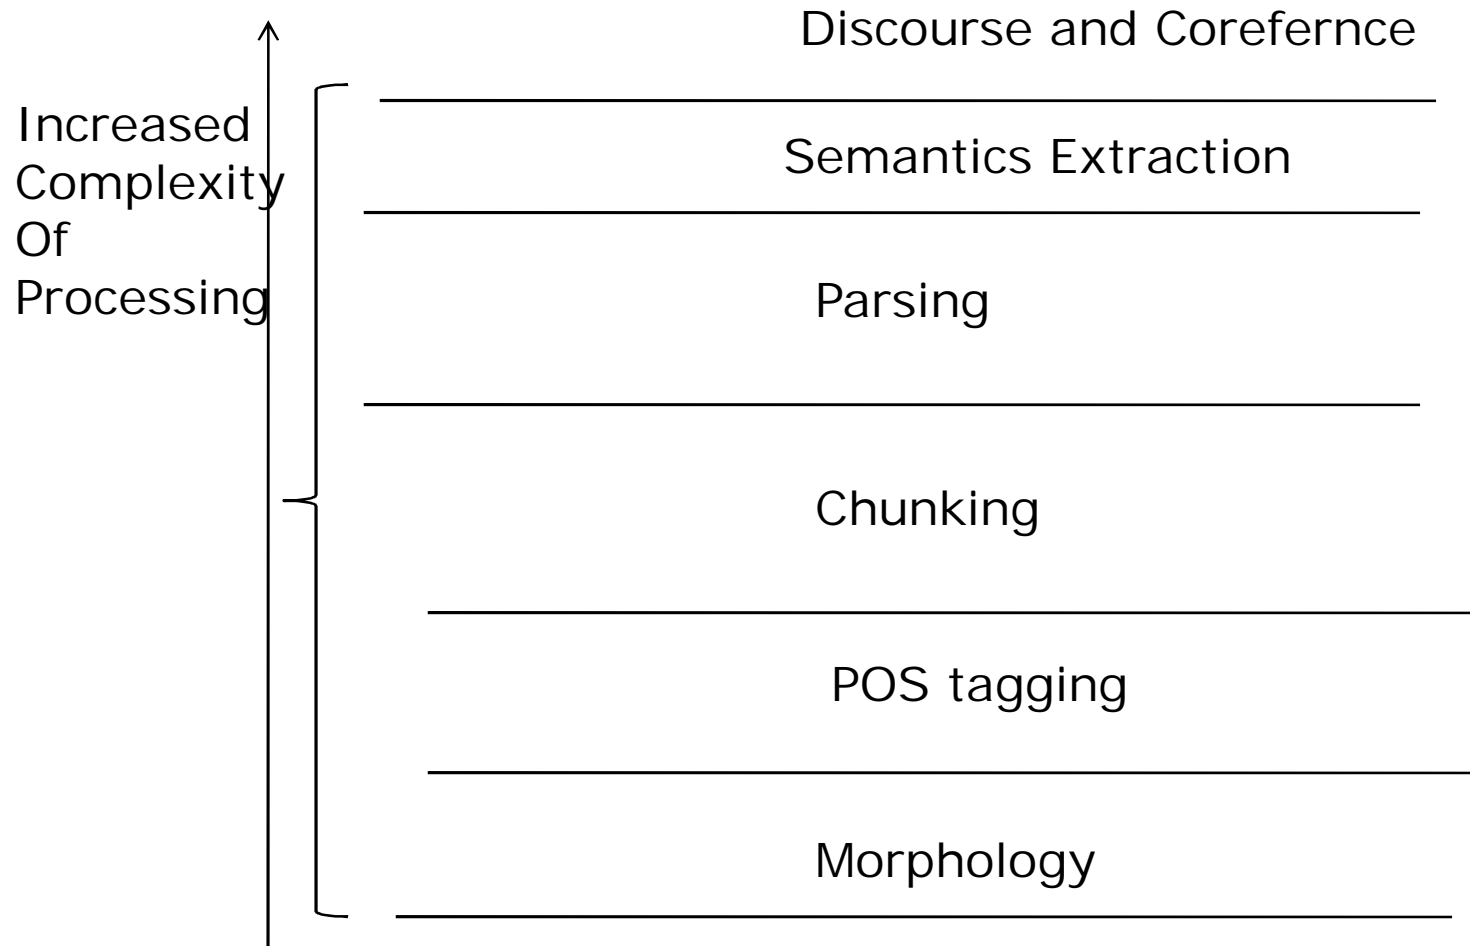 Discourse and Corefernce
Increased
Complexity
Of
Processing
Semantics Extraction
Parsing
Chunking
POS tagging
Morphology